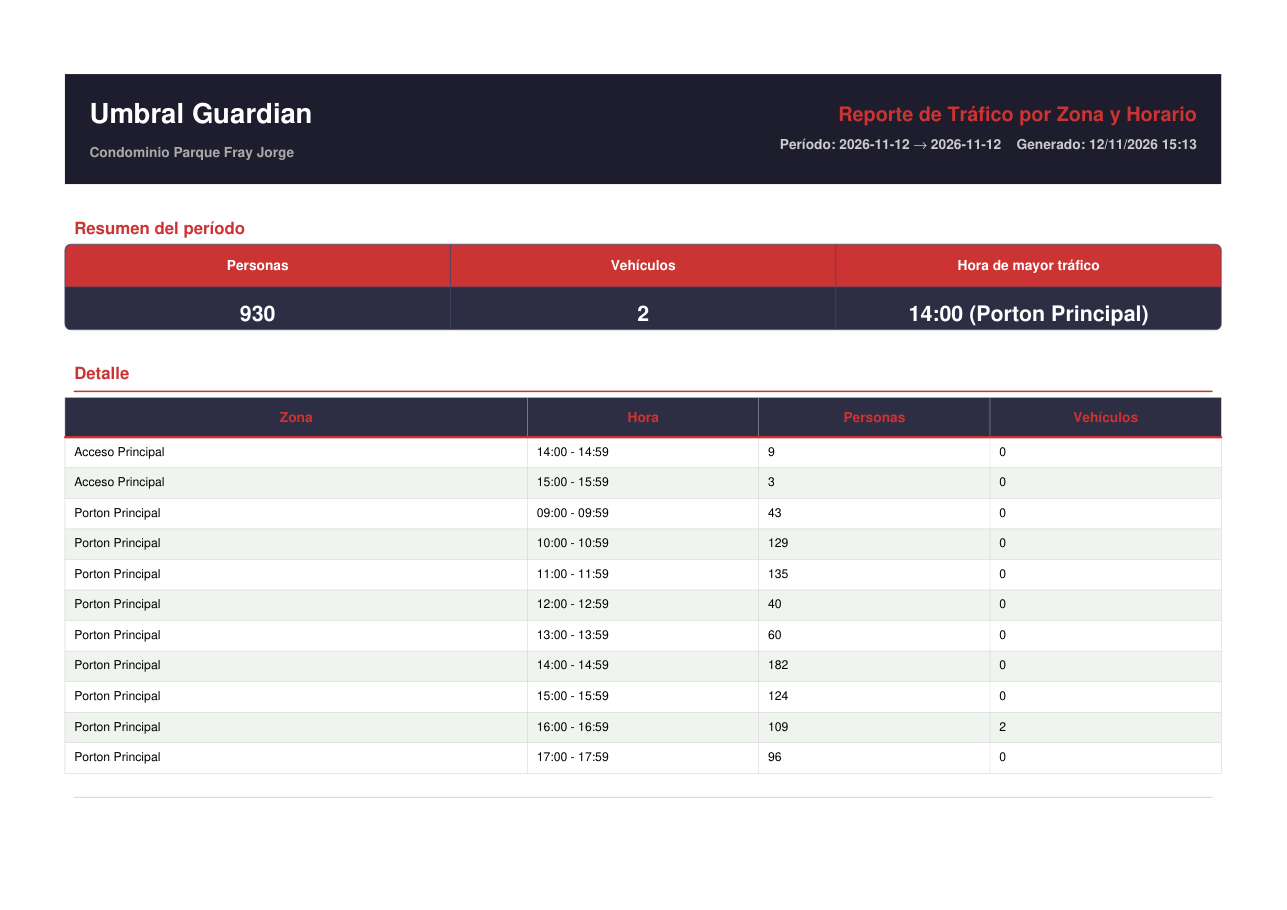 Umbral Guardian
Condominio Parque Fray Jorge
Reporte de Tráfico por Zona y Horario
Período: 2026-11-12 → 2026-11-12 Generado: 12/11/2026 15:13
Resumen del período
Personas Vehículos Hora de mayor tráfico
930 2 14:00 (Porton Principal)
Detalle
Zona Hora Personas Vehículos
Acceso Principal 14:00 - 14:59 9 0
Acceso Principal 15:00 - 15:59 3 0
Porton Principal 09:00 - 09:59 43 0
Porton Principal 10:00 - 10:59 129 0
Porton Principal 11:00 - 11:59 135 0
Porton Principal 12:00 - 12:59 40 0
Porton Principal 13:00 - 13:59 60 0
Porton Principal 14:00 - 14:59 182 0
Porton Principal 15:00 - 15:59 124 0
Porton Principal 16:00 - 16:59 109 2
Porton Principal 17:00 - 17:59 96 0